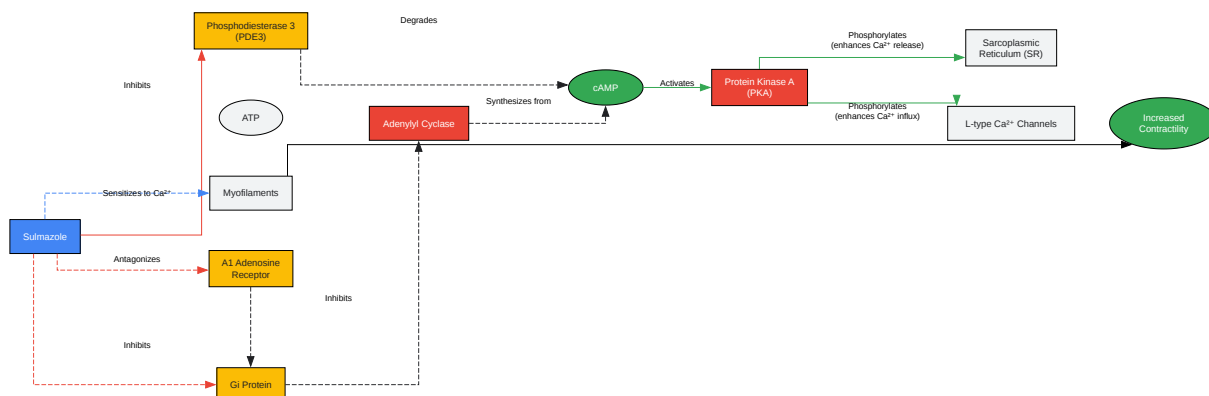 Phosphodiesterase 3
(PDE3)
Degrades
Phosphorylates
(enhances Ca²⁺ release)
Sarcoplasmic
Reticulum (SR)
Inhibits
cAMP
Activates
Protein Kinase A
(PKA)
Synthesizes from
ATP
Adenylyl Cyclase
Phosphorylates
(enhances Ca²⁺ influx)
L-type Ca²⁺ Channels
Increased
Contractility
Sensitizes to Ca²⁺
Myofilaments
Sulmazole
Antagonizes
A1 Adenosine
Receptor
Inhibits
Inhibits
Gi Protein